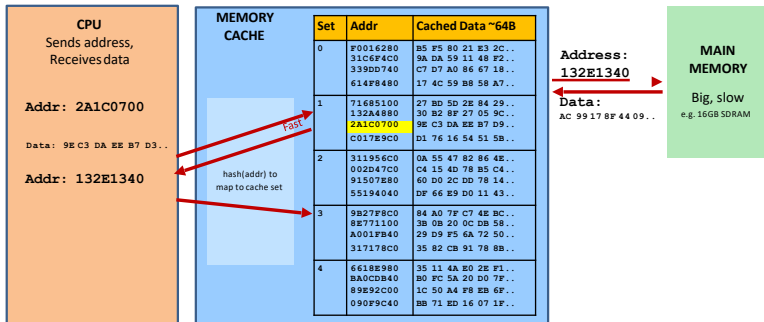 CPU
Sends address,
Receives data
Addr: 2A1C0700
Data: 9E C3 DA EE B7 D3..
Addr: 132E1340
MEMORY
CACHE
hash(addr) to
map to cache set
Fast
Set Addr Cached Data ~64B
0 F0016280 B5 F5 80 21 E3 2C..
31C6F4C0 9A DA 59 11 48 F2..
339DD740 C7 D7 A0 86 67 18..
614F8480 17 4C 59 B8 58 A7..
1 71685100 27 BD 5D 2E 84 29..
132A4880 30 B2 8F 27 05 9C..
2A1C0700 9E C3 DA EE B7 D9..
C017E9C0 D1 76 16 54 51 5B..
2 311956C0 0A 55 47 82 86 4E..
002D47C0 C4 15 4D 78 B5 C4..
91507E80 60 D0 2C DD 78 14..
55194040 DF 66 E9 D0 11 43..
3 9B27F8C0 84 A0 7F C7 4E BC..
8E771100 3B 0B 20 0C DB 58..
A001FB40 29 D9 F5 6A 72 50..
317178C0 35 82 CB 91 78 8B..
4 6618E980 35 11 4A E0 2E F1..
BA0CDB40 B0 FC 5A 20 D0 7F..
89E92C00 1C 50 A4 F8 EB 6F..
090F9C40 BB 71 ED 16 07 1F..
Address:
132E1340
Data:
AC 99 17 8F 44 09..
MAIN
MEMORY
Big, slow
e.g. 16GB SDRAM